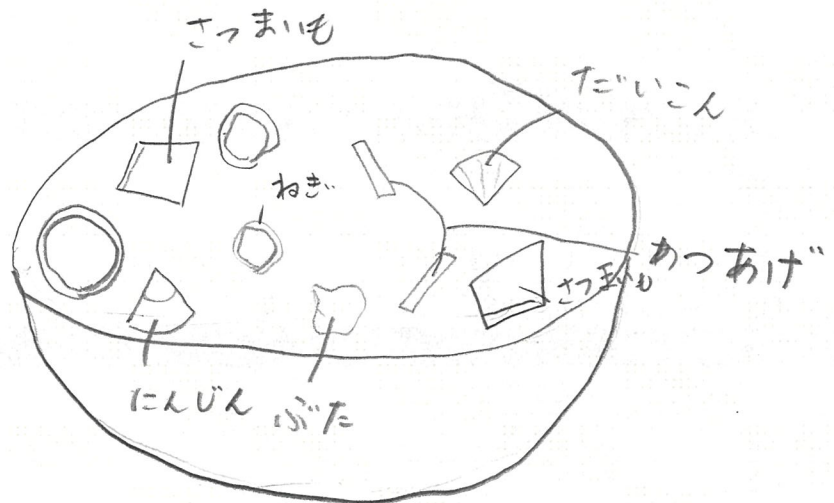 さつまいも
だいこん
ねぎ
あつあげ
さつまいも
にんじん
ぶた